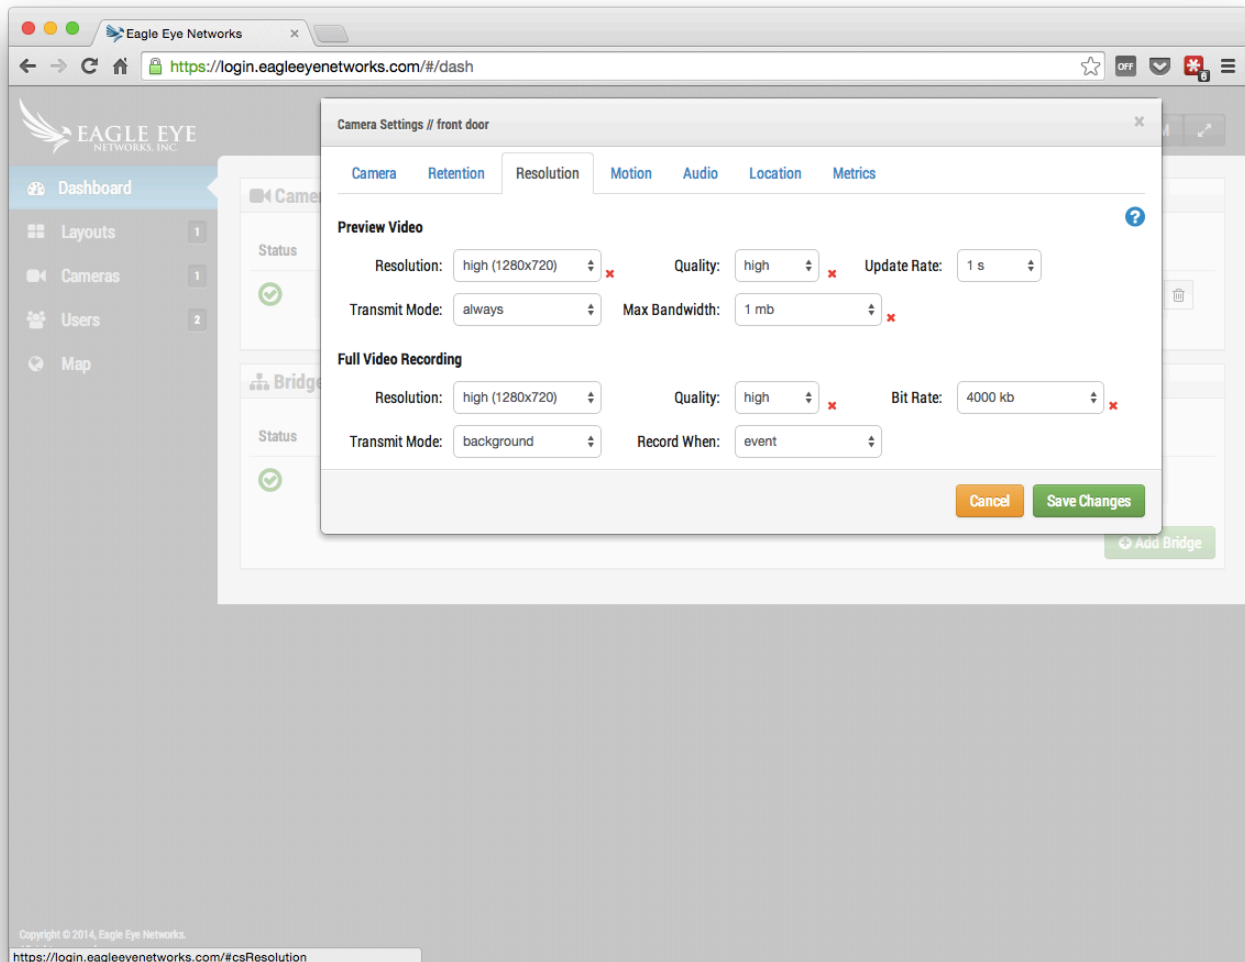 Eagle Eye Networks
https://login.eagleeyenetworks.com/#/dash
OFF
6
EAGLE EYE
NETWORKS, INC.
Camera Settings // front door
M
Dashboard
Layouts 1
Cameras 1
Users 2
Map
Camer
Status
Bridge
Status
Camera Retention Resolution Motion Audio Location Metrics
Preview Video
Resolution: high (1280x720) Quality: high Update Rate: 1 s
Transmit Mode: always Max Bandwidth: 1 mb
Full Video Recording
Resolution: high (1280x720) Quality: high Bit Rate: 4000 kb
Transmit Mode: background Record When: event
Cancel Save Changes
Add Bridge
Copyright © 2014, Eagle Eye Networks.
https://login.eagleeyenetworks.com/#csResolution